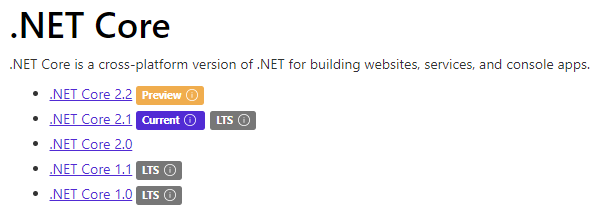 .NET Core
.NET Core is a cross-platform version of .NET for building websites, services, and console apps.
.NET Core 2.2 Preview
.NET Core 2.1 Current LTS
.NET Core 2.0
.NET Core 1.1 LTS
.NET Core 1.0 LTS